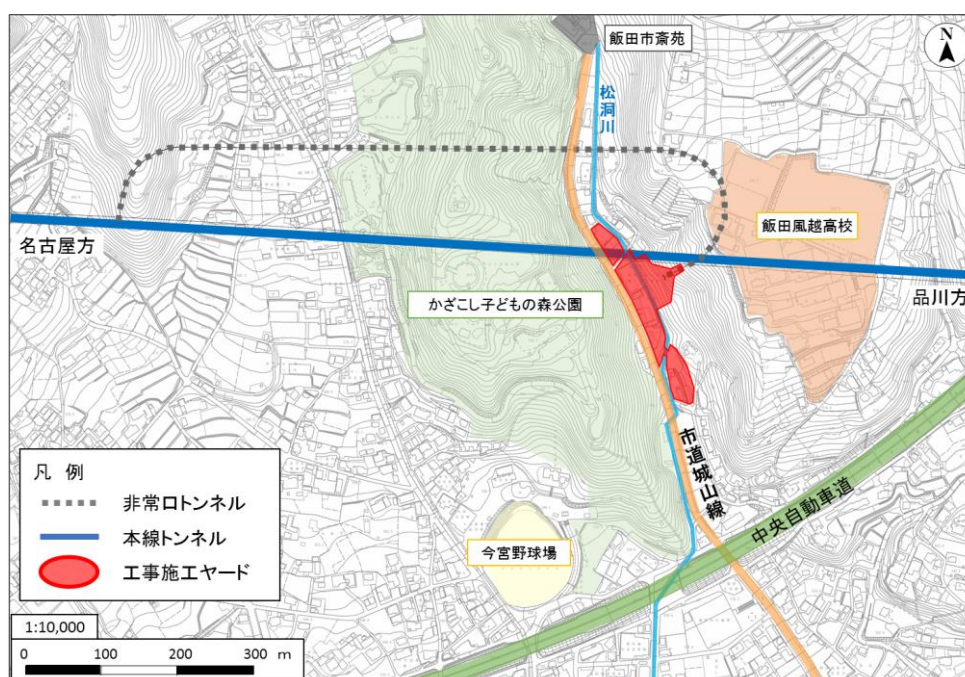 飯田市斎苑
N
松洞川
飯田風越高校
名古屋方
品川方
かざこし子どもの森公園
市道城山線
中央自動車道
今宮野球場
凡 例
非常口トンネル
本線トンネル
工事施工ヤード
1:10,000
0 100 200 300 m